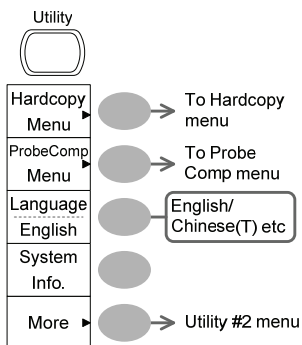 Utility
Hardcopy
Menu
To Hardcopy
menu
ProbeComp
Menu
To Probe
Comp menu
Language
English
English/
Chinese(T) etc
System
Info.
More
Utility #2 menu